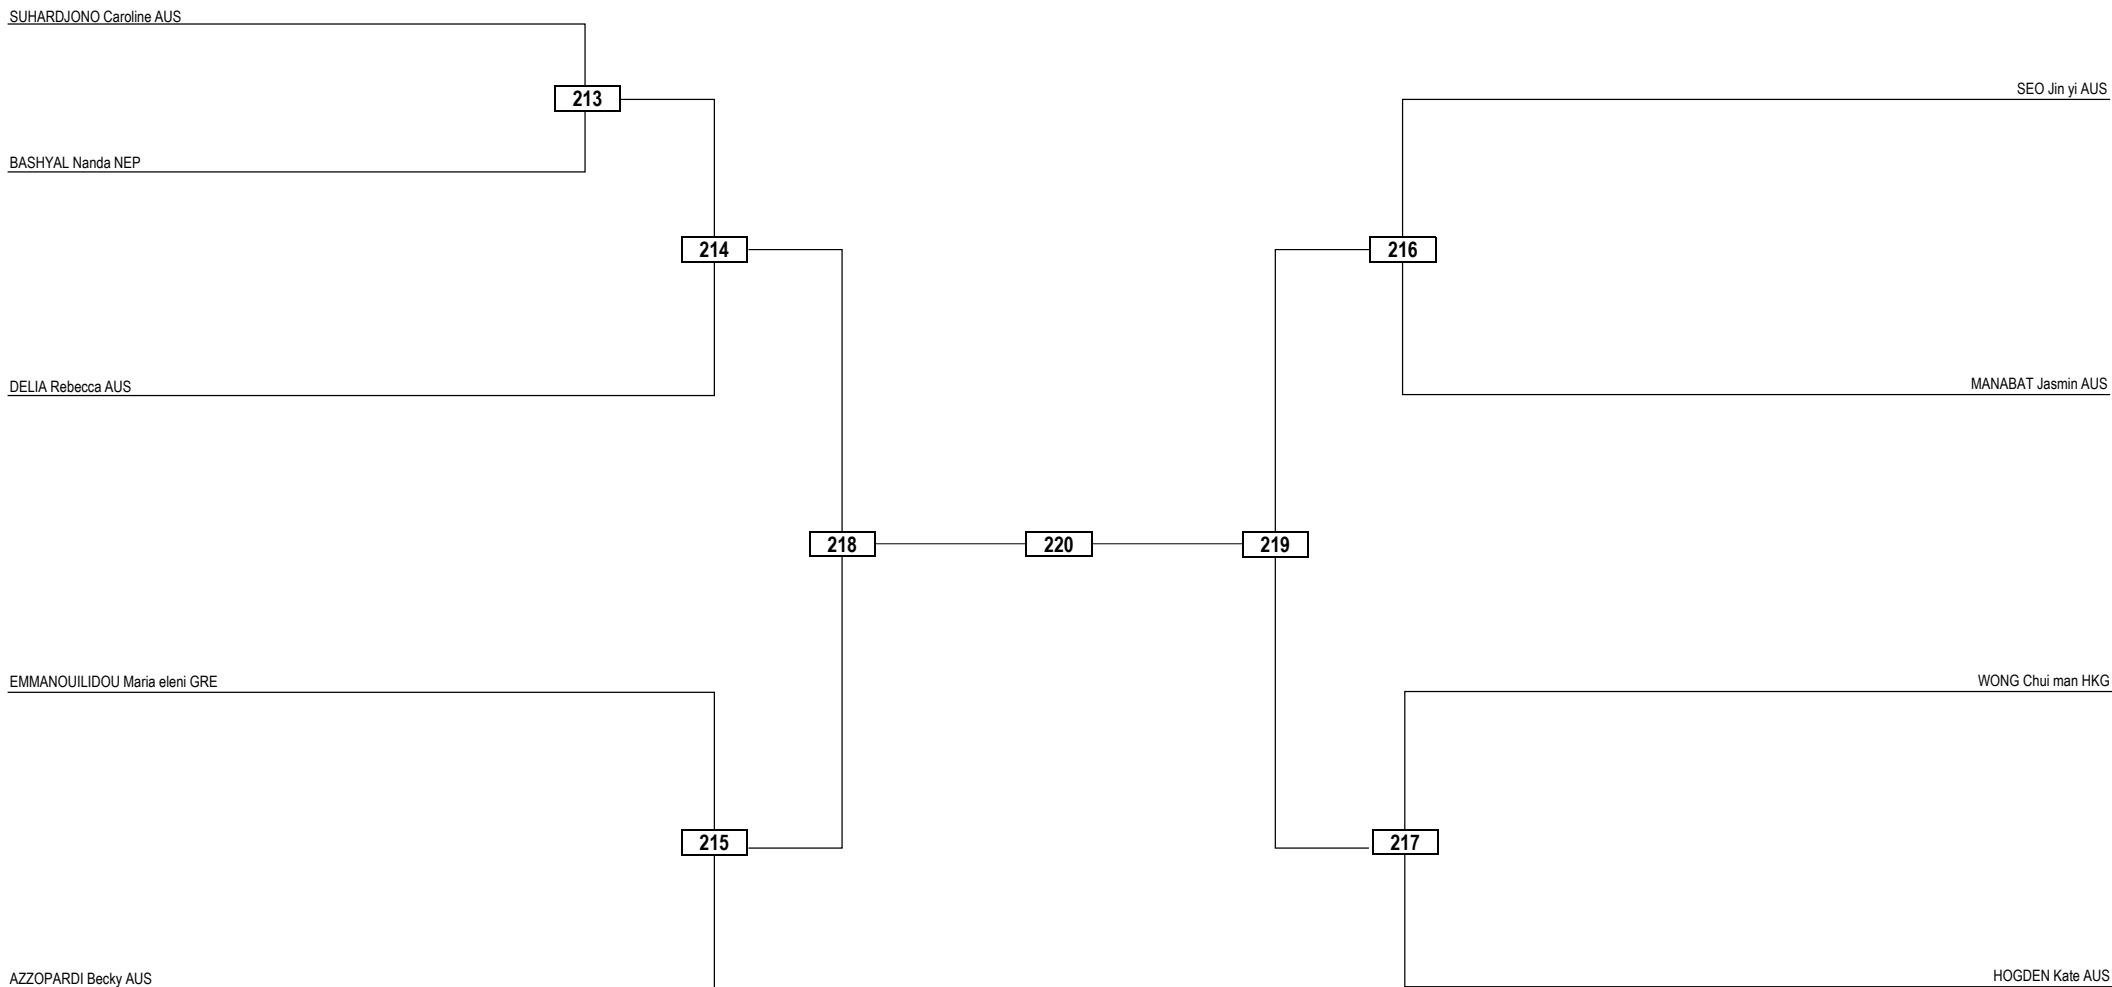 SUHARDJONO Caroline AUS
213
SEO Jin yi AUS
BASHYAL Nanda NEP
214
216
DELIA Rebecca AUS
MANABAT Jasmin AUS
218
220
219
EMMANOUILIDOU Maria eleni GRE
WONG Chui man HKG
215
217
AZZOPARDI Becky AUS
HOGDEN Kate AUS